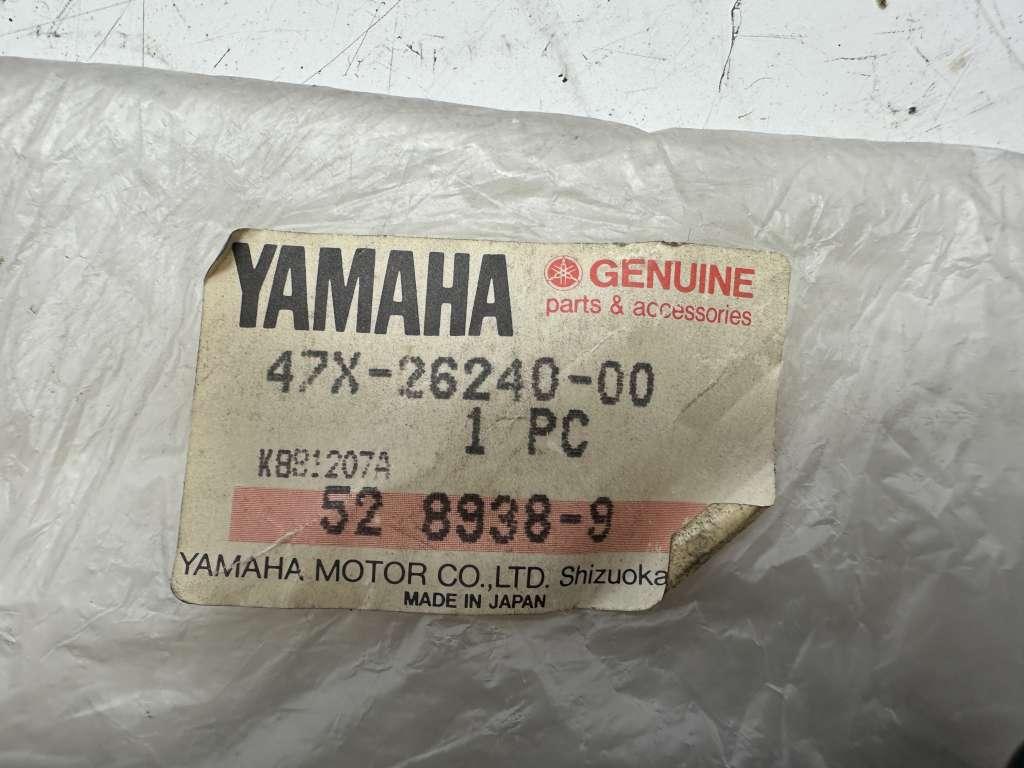 YAMAHA
GENUINE
parts & accessories
47X-26240-00
1 PC
K881207A
52 8938-9
YAMAHA MOTOR CO.,LTD. Shizuoka
MADE IN JAPAN